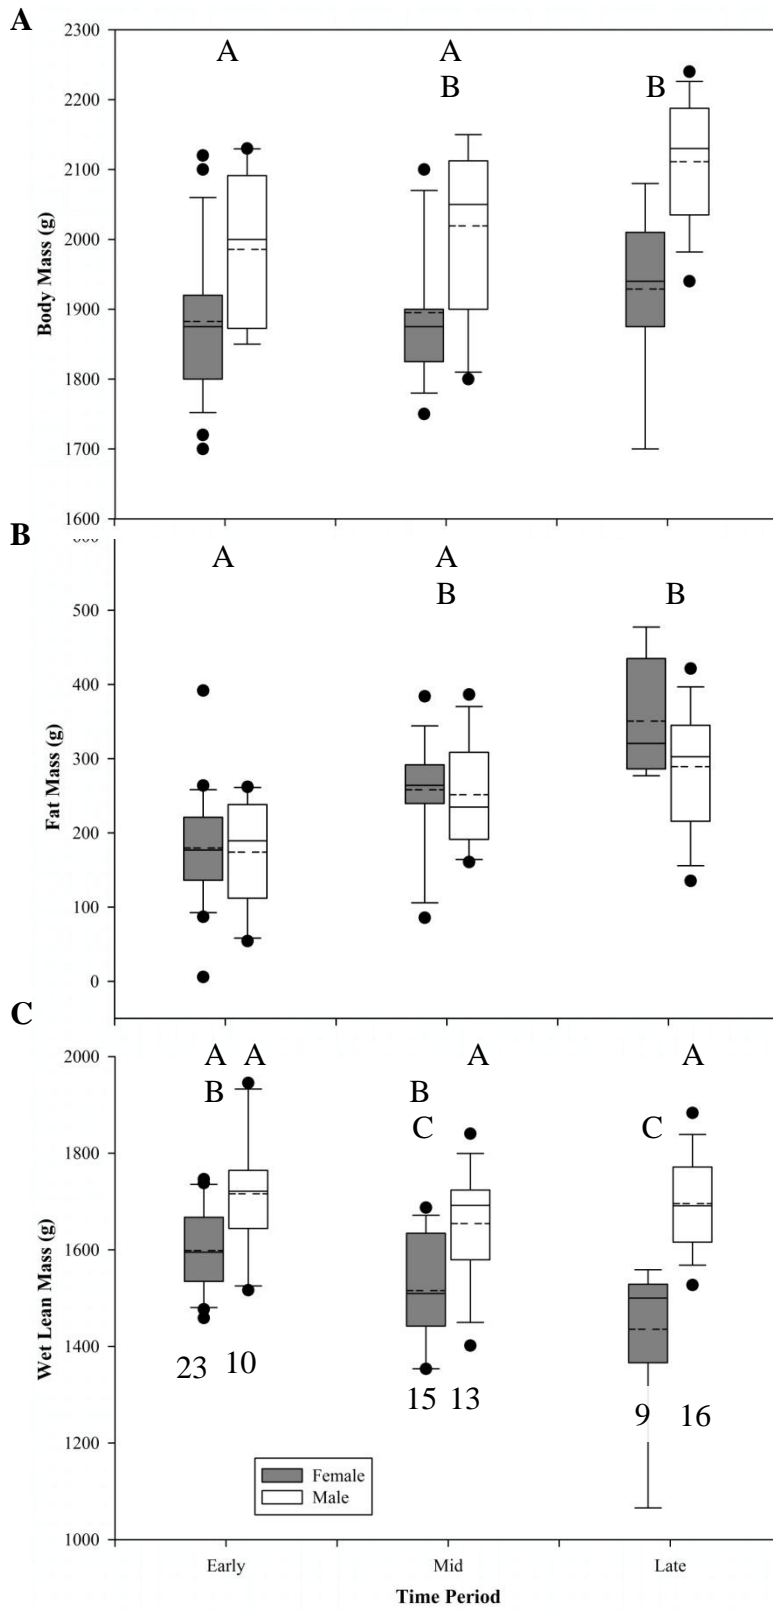 A
2300
A A
B B
2200
2100
2000
1900
1800
1700
1600
Body Mass (g)
B
A A
B B
500
400
300
200
100
0
Fat Mass (g)
C
2000
A A B A
B C A C
1800
1600
1400
1200
1000
Wet Lean Mass (g)
23 10
15 13
9 16
Female
Male
Early Mid Late
Time Period